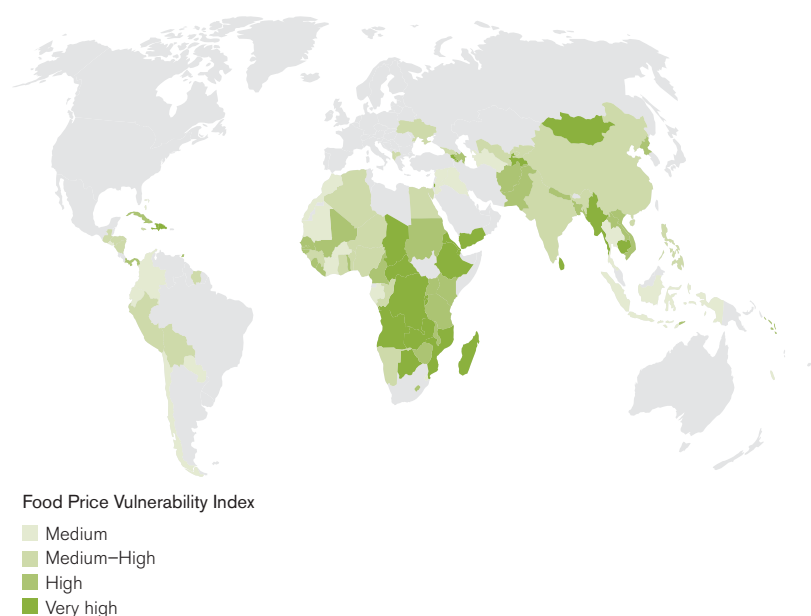 Food Price Vulnerability Index
Medium
Medium–High
High
Very high